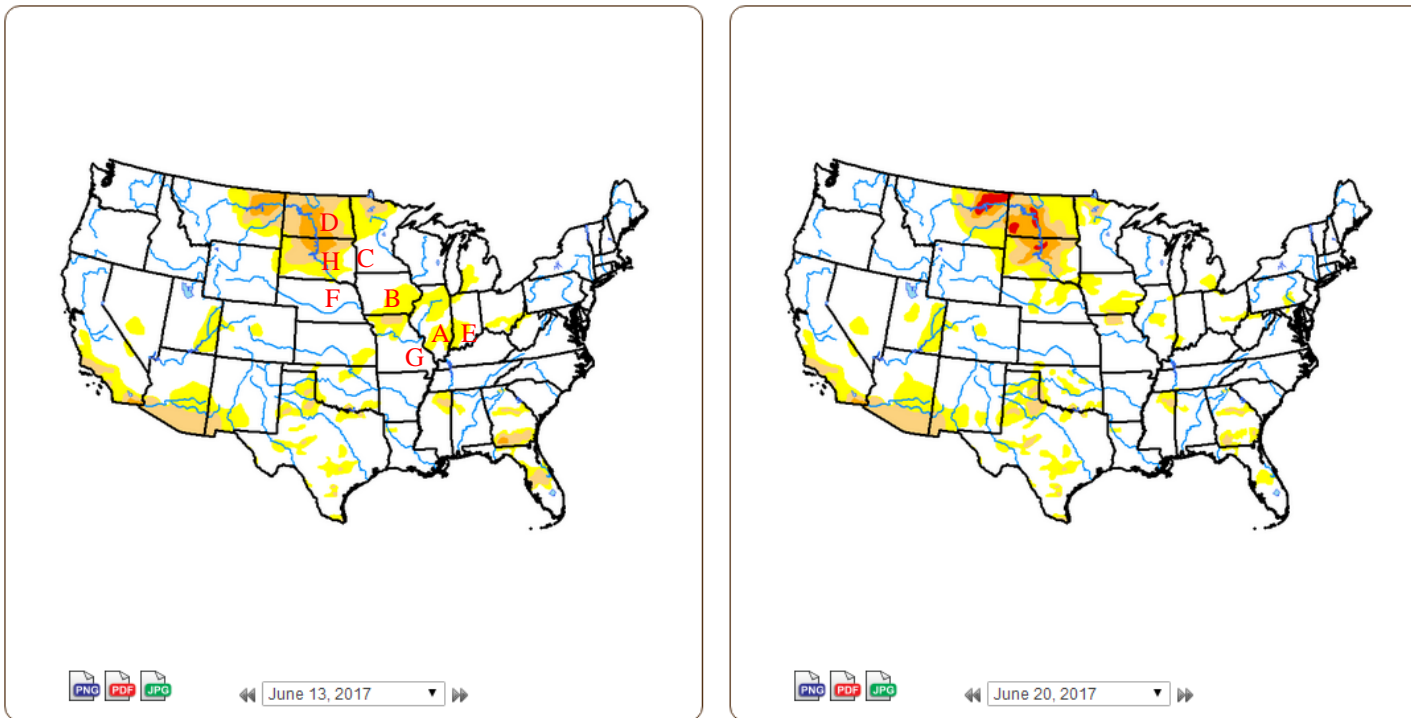 D
H C
F B
A E
G
PNG PDF JPG June 13, 2017
PNG PDF JPG June 20, 2017